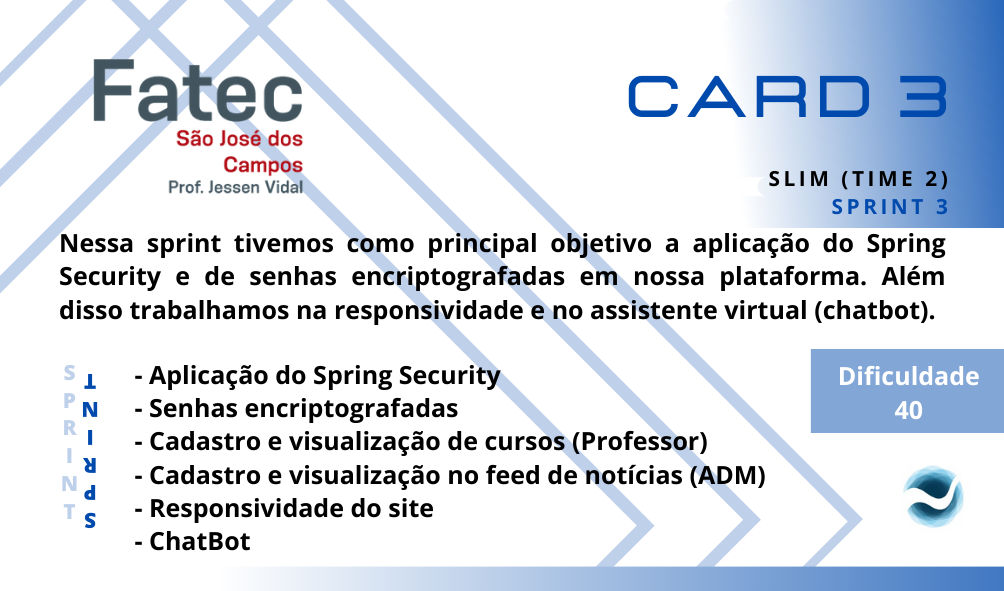 Fatec
São José dos
Campos
Prof. Jessen Vidal
CARD 3
SLIM (TIME 2)
SPRINT 3
Nessa sprint tivemos como principal objetivo a aplicação do Spring
Security e de senhas encriptografadas em nossa plataforma. Além
disso trabalhamos na responsividade e no assistente virtual (chatbot).
SPRINT
SPRINT
- Aplicação do Spring Security
- Senhas encriptografadas
- Cadastro e visualização de cursos (Professor)
- Cadastro e visualização no feed de notícias (ADM)
- Responsividade do site
- ChatBot
Dificuldade
40